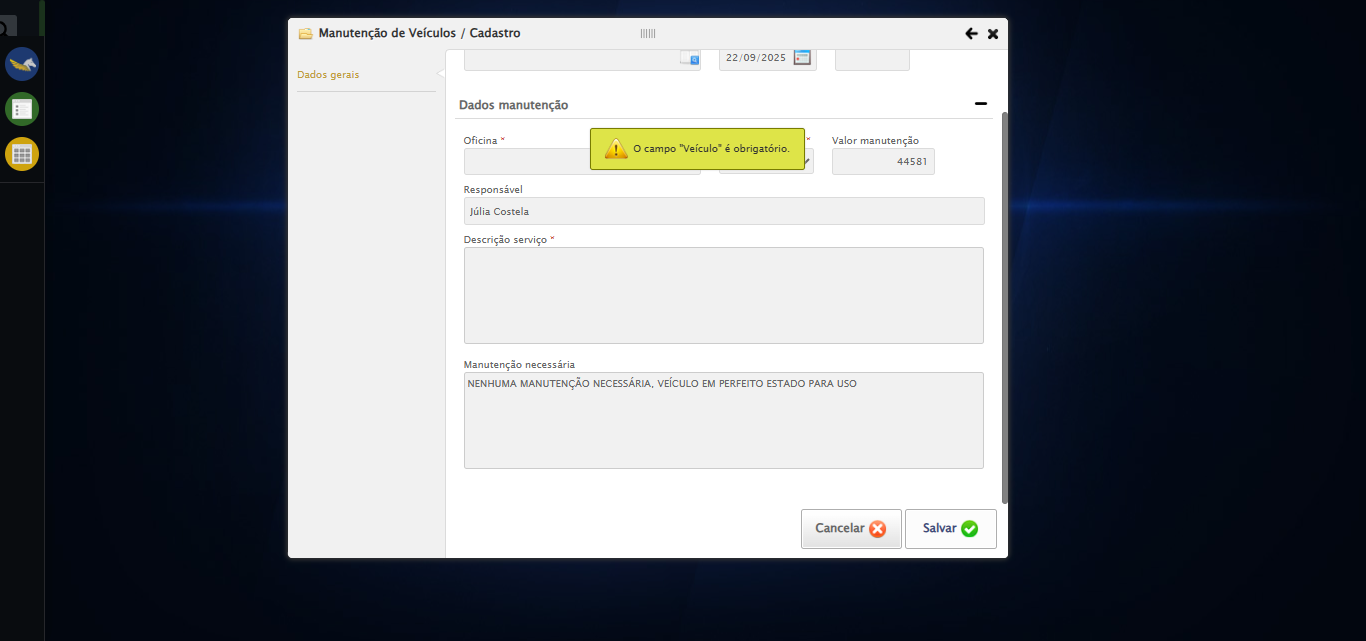 Manutenção de Veículos / Cadastro
Dados gerais
22/09/2025
Dados manutenção
Oficina *
*
Valor manutenção
O campo "Veículo" é obrigatório.
44581
Responsável
Júlia Costela
Descrição serviço *
Manutenção necessária
NENHUMA MANUTENÇÃO NECESSÁRIA, VEÍCULO EM PERFEITO ESTADO PARA USO
Cancelar
Salvar